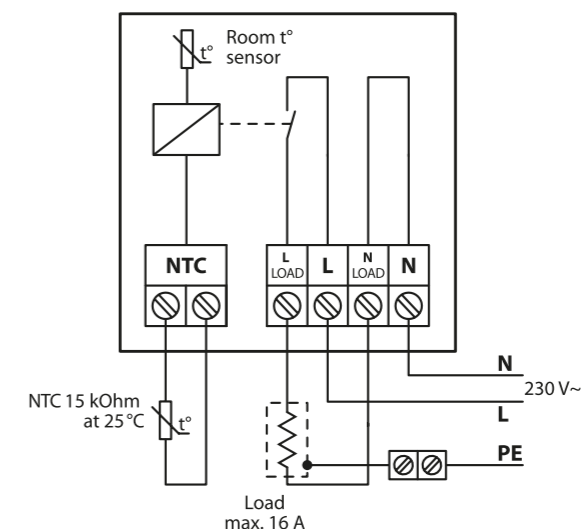 Room t°
sensor
t°
NTC
L
LOAD
L
N
LOAD
N
N
230 V~
L
NTC 15 kOhm
at 25 °C
t°
PE
Load
max. 16 A